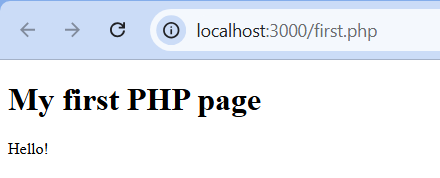 localhost:3000/first.php
My first PHP page
Hello!